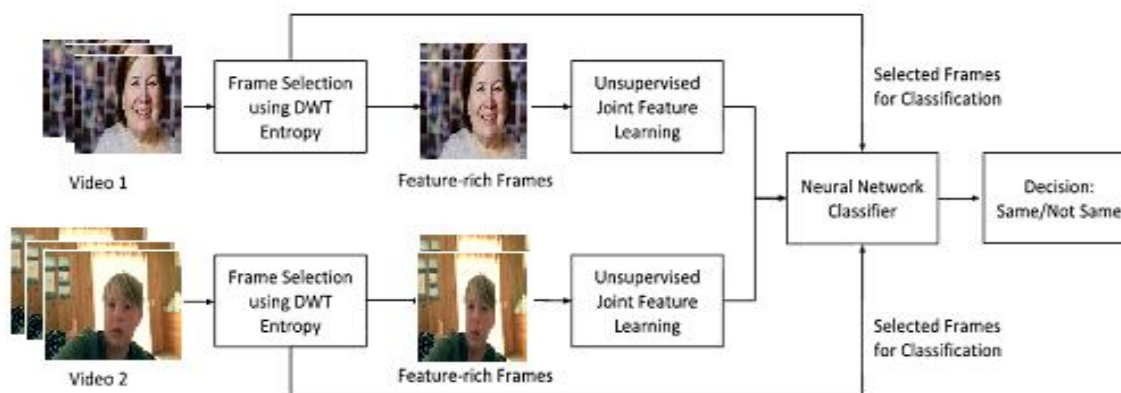 Video 1
Frame Selection
using DWT
Entropy
Feature-rich Frames
Unsupervised
Joint Feature
Learning
Selected Frames
for Classification
Neural Network
Classifier
Decision:
Same/Not Same
Video 2
Frame Selection
using DWT
Entropy
Feature-rich Frames
Unsupervised
Joint Feature
Learning
Selected Frames
for Classification